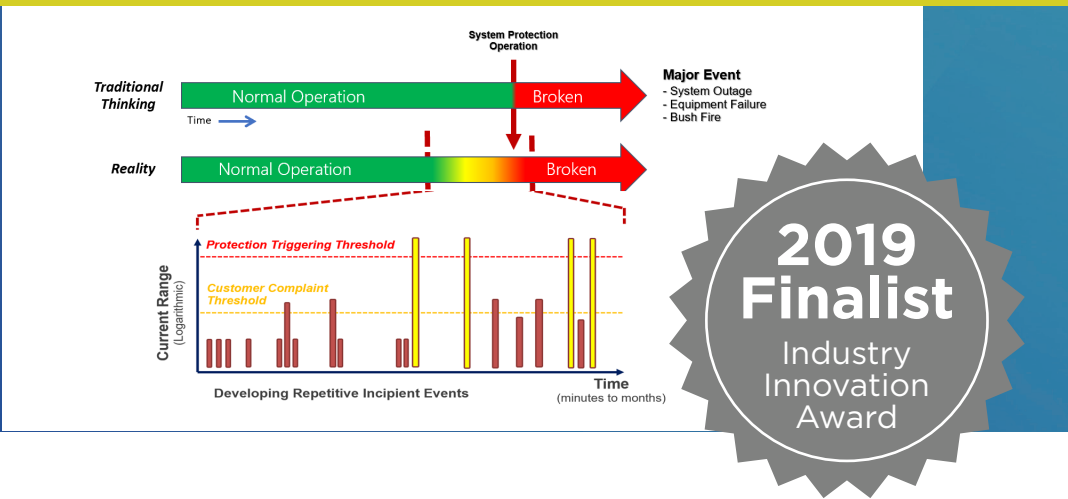 System Protection
Operation
Traditional
Thinking
Normal Operation
Broken
Major Event
- System Outage
- Equipment Failure
- Bush Fire
Time
Reality
Normal Operation
Broken
Protection Triggering Threshold
Customer Complaint
Threshold
Current Range
(Logarithmic)
Time
(minutes to months)
Developing Repetitive Incipient Events
2019
Finalist
Industry
Innovation
Award